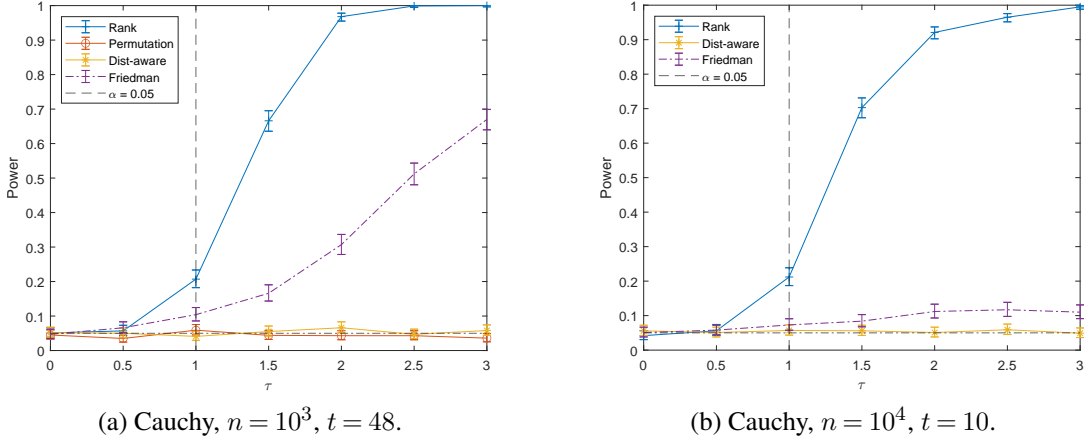 1
0.9
0.8
0.7
0.6
0.5
0.4
0.3
0.2
0.1
0
Power
Rank
Permutation
Dist-aware
Friedman
α = 0.05
0 0.5 1 1.5 2 2.5 3
τ
(a) Cauchy, n = 10³, t = 48.
1
0.9
0.8
0.7
0.6
0.5
0.4
0.3
0.2
0.1
0
Power
Rank
Dist-aware
Friedman
α = 0.05
0 0.5 1 1.5 2 2.5 3
τ
(b) Cauchy, n = 10⁴, t = 10.